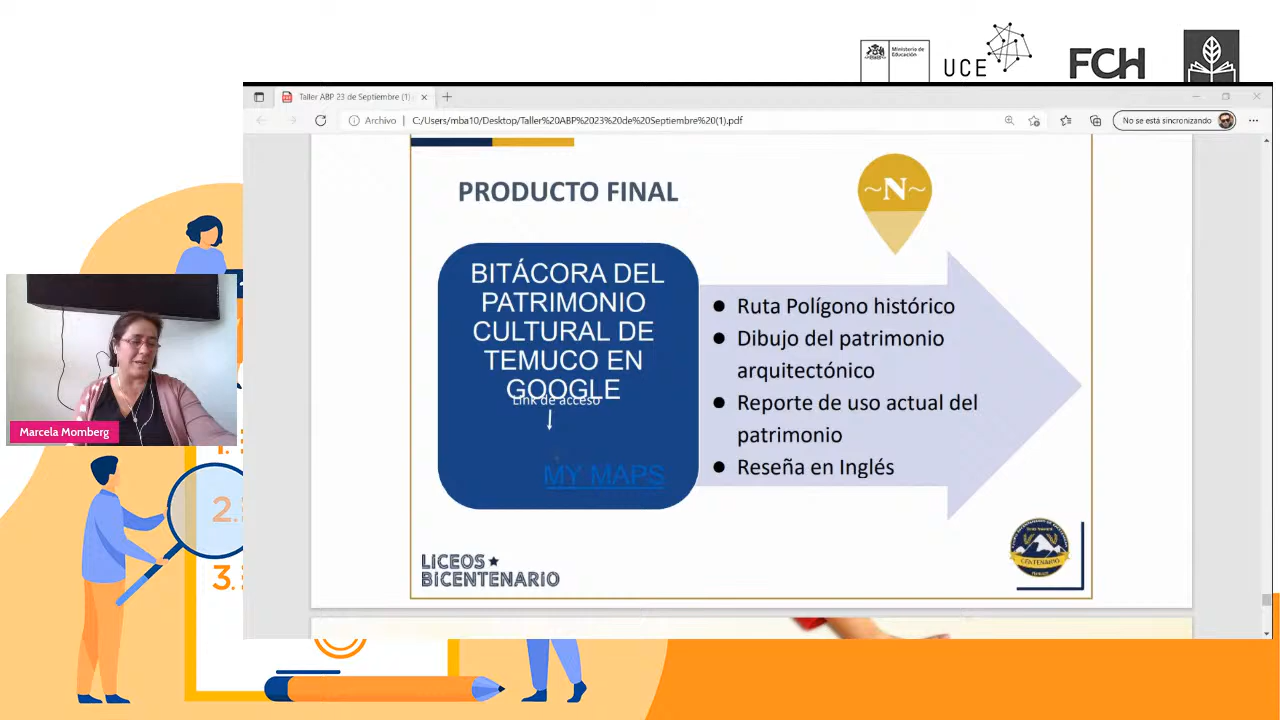 Ministerio de
Educación
UCE
FCH
Taller ABP 23 de Septiembre (1)
Archivo
C:/Users/mba10/Desktop/Taller%20ABP%2023%20de%20Septiembre%20(1).pdf
No se está sincronizando
PRODUCTO FINAL
~N~
BITÁCORA DEL
PATRIMONIO
CULTURAL DE
TEMUCO EN
GOOGLE
Link de acceso
MY MAPS
● Ruta Polígono histórico
● Dibujo del patrimonio
arquitectónico
● Reporte de uso actual del
patrimonio
● Reseña en Inglés
Marcela Momberg
1.
2.
3.
LICEOS
BICENTENARIO
CENTENARIO